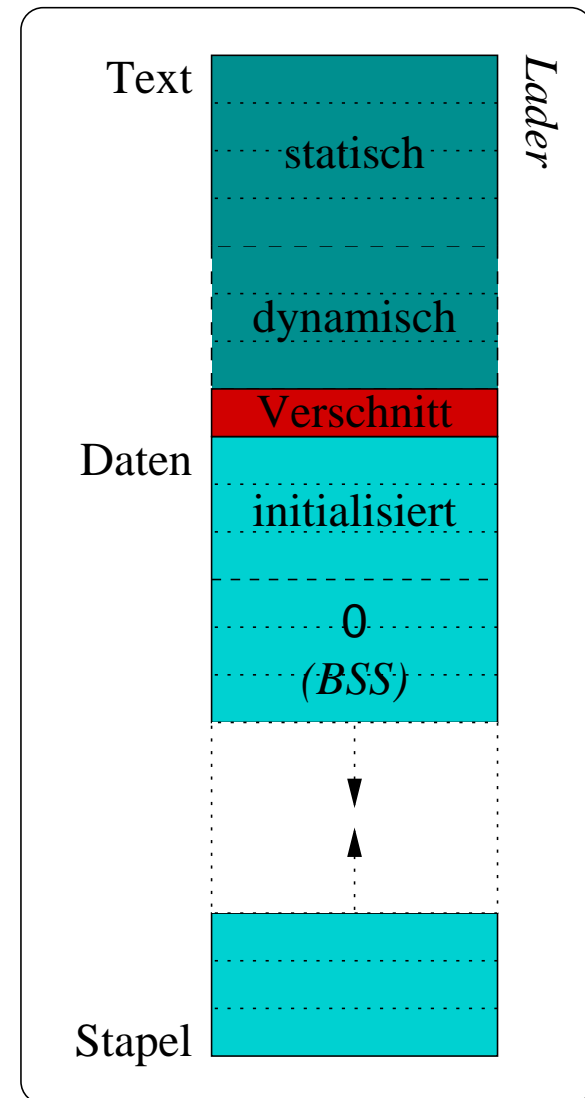 Text
Lader
statisch
dynamisch
Verschnitt
Daten
initialisiert
0
(BSS)
Stapel